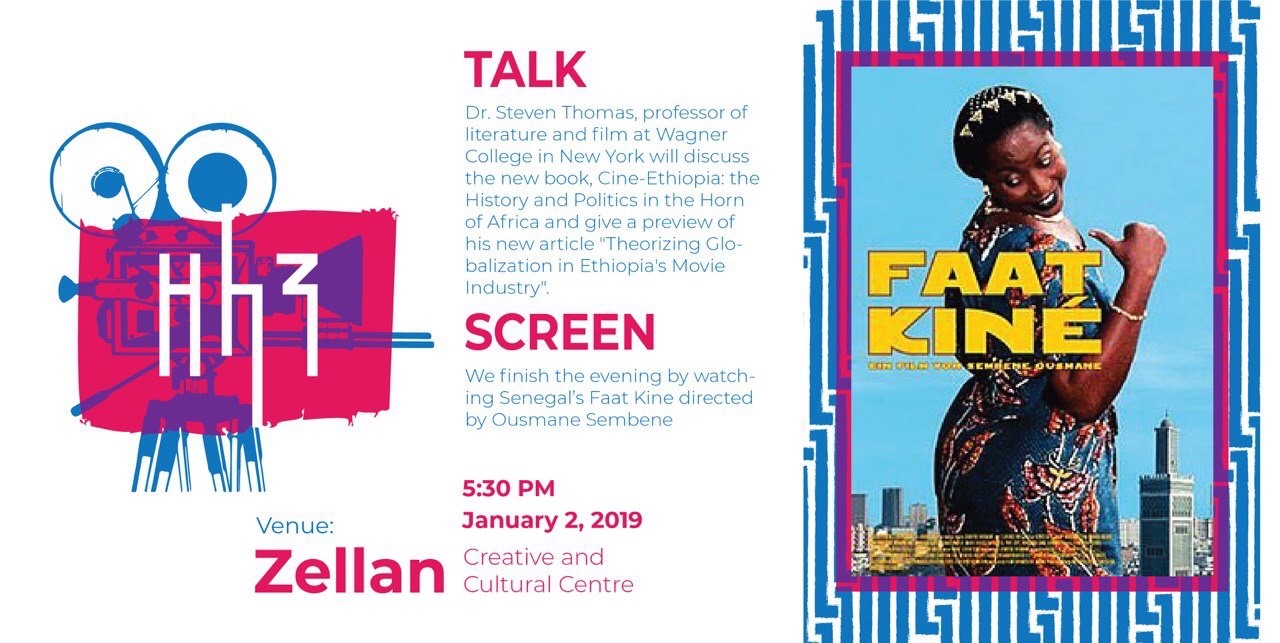 TALK
Dr. Steven Thomas, professor of
literature and film at Wagner
College in New York will discuss
the new book, Cine-Ethiopia: the
History and Politics in the Horn
of Africa and give a preview of
his new article "Theorizing Glo-
balization in Ethiopia's Movie
Industry".
SCREEN
We finish the evening by watch-
ing Senegal’s Faat Kine directed
by Ousmane Sembene
5:30 PM
January 2, 2019
Venue:
Zellan
Creative and
Cultural Centre
FAAT
KINÉ
EIN FILM VON SEMBÈNE OUSMANE